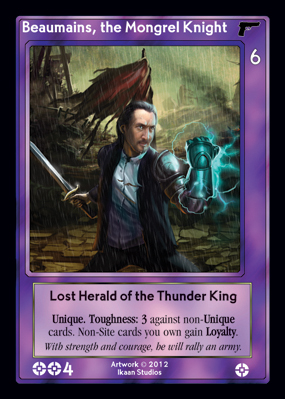 Beaumains, the Mongrel Knight
6
Lost Herald of the Thunder King
Unique. Toughness: 3 against non-Unique
cards. Non-Site cards you own gain Loyalty.
With strength and courage, he will rally an army.
4
Artwork © 2012
Ikaan Studios